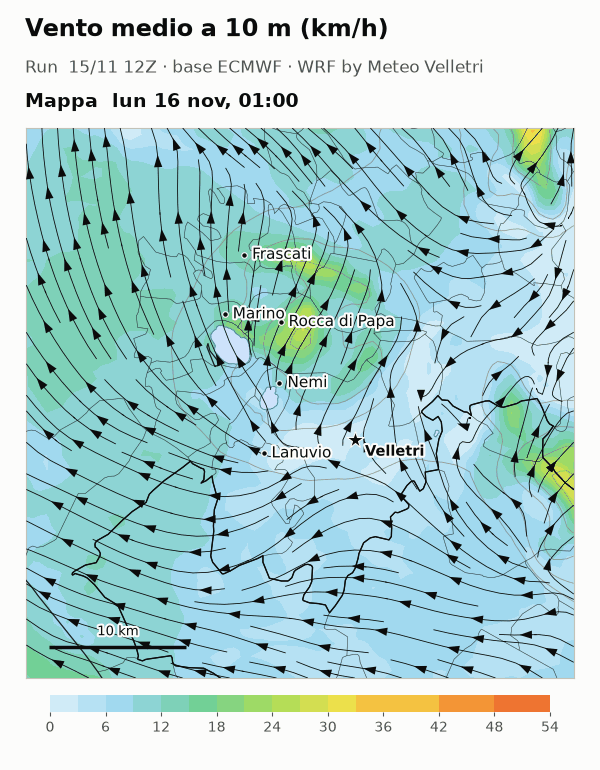 Vento medio a 10 m (km/h)
Run  15/11 12Z · base ECMWF · WRF by Meteo Velletri
Mappa  lun 16 nov, 01:00
Frascati
Marino
Rocca di Papa
Nemi
Velletri
Lanuvio
10 km
0 6 12 18 24 30 36 42 48 54